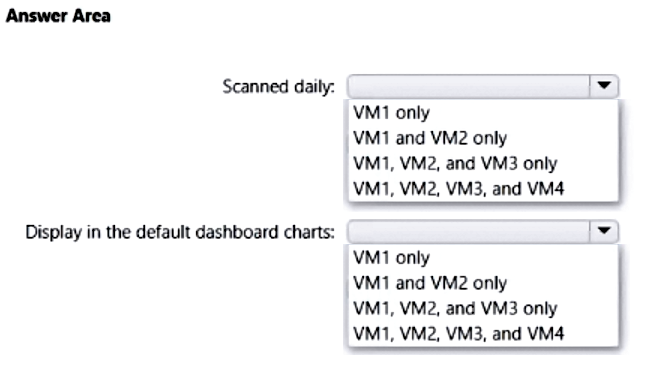 Answer Area
Scanned daily:
VM1 only
VM1 and VM2 only
VM1, VM2, and VM3 only
VM1, VM2, VM3, and VM4
Display in the default dashboard charts:
VM1 only
VM1 and VM2 only
VM1, VM2, and VM3 only
VM1, VM2, VM3, and VM4